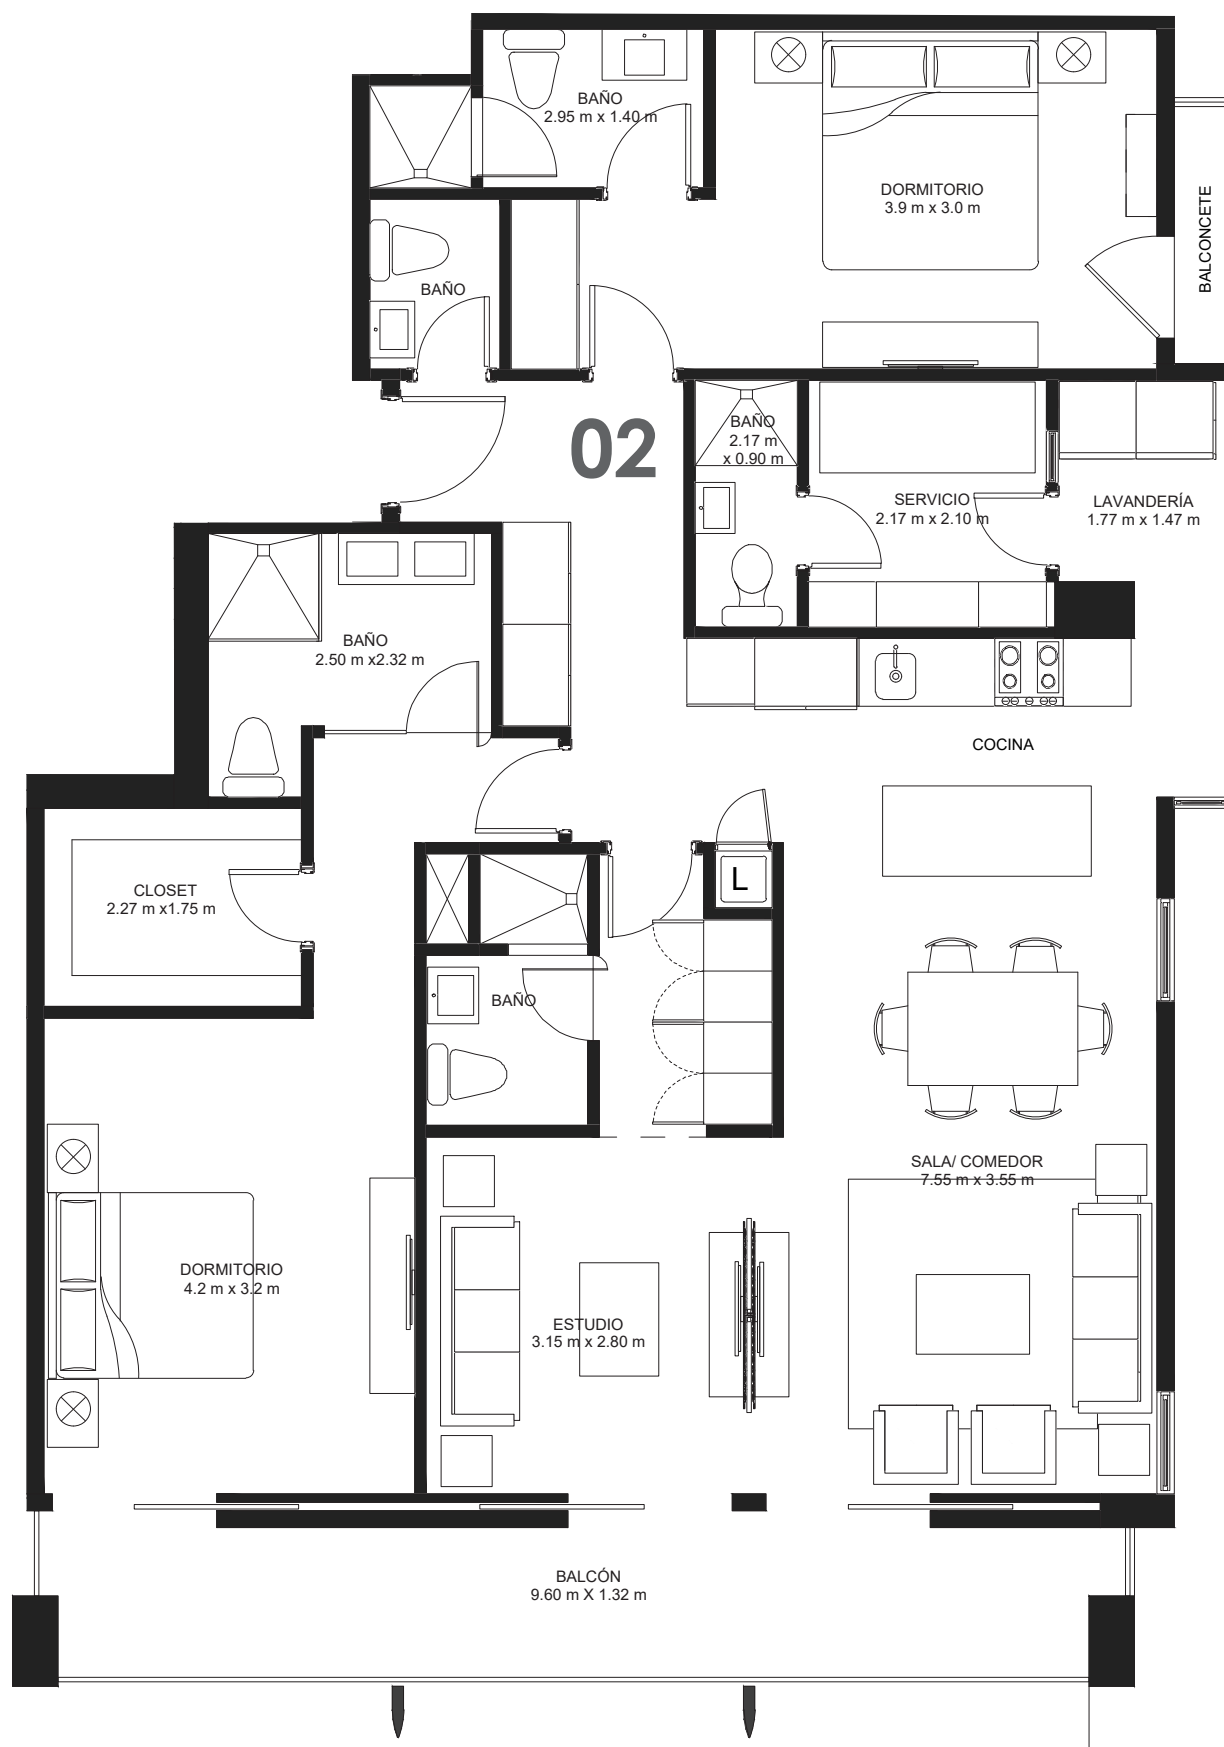 BAÑO
2.95 m x 1.40 m
DORMITORIO
3.9 m x 3.0 m
BALCONCETE
BAÑO
02
BAÑO
2.17 m
x 0.90 m
SERVICIO
2.17 m x 2.10 m
LAVANDERÍA
1.77 m x 1.47 m
BAÑO
2.50 m x2.32 m
COCINA
L
CLOSET
2.27 m x1.75 m
BAÑO
SALA/ COMEDOR
7.55 m x 3.55 m
DORMITORIO
4.2 m x 3.2 m
ESTUDIO
3.15 m x 2.80 m
BALCÓN
9.60 m X 1.32 m